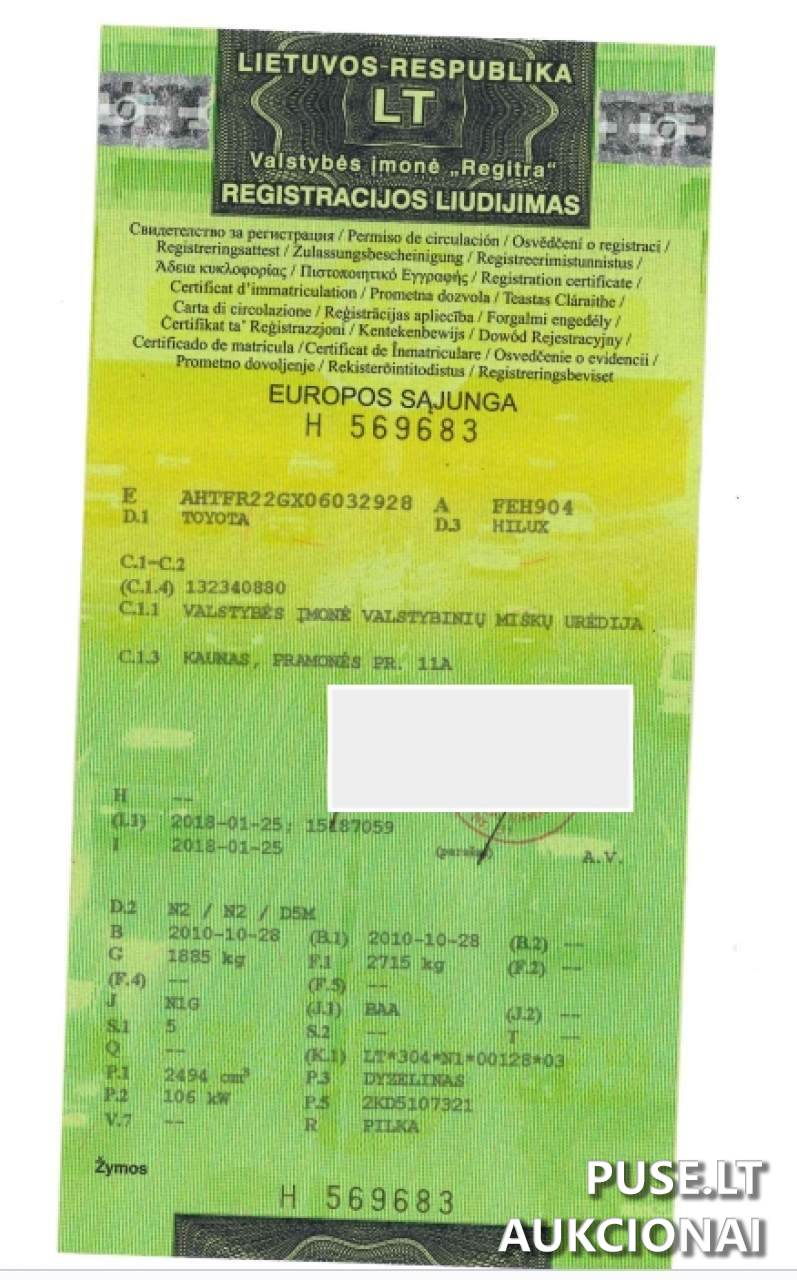 LIETUVOS RESPUBLIKA
LT
Valstybės įmonė „Regitra“
REGISTRACIJOS LIUDIJIMAS
Свидетелство за регистрация / Permiso de circulación / Osvědčení o registraci /
Registreringsattest / Zulassungsbescheinigung / Registreerimistunnistus /
Άδεια κυκλοφορίας / Πιστοποιητικό Εγγραφής / Registration certificate /
Certificat d'immatriculation / Prometna dozvola / Teastas Cláraithe /
Carta di circolazione / Reģistrācijas apliecība / Forgalmi engedély /
Ċertifikat ta' Reġistrazzjoni / Kentekenbewijs / Dowód Rejestracyjny /
Certificado de matrícula / Certificat de Înmatriculare / Osvedčenie o evidencii /
Prometno dovoljenje / Rekisteröintitodistus / Registreringsbeviset
EUROPOS SĄJUNGA
H 569683
E AHTFR22GX06032928 A FEH904
D.1 TOYOTA D.3 HILUX
C.1-C.2
(C.1.4) 132340880
C.1.1 VALSTYBĖS ĮMONĖ VALSTYBINIŲ MIŠKŲ URĖDIJA
C.1.3 KAUNAS, PRAMONĖS PR. 11A
H --
(I.1) 2018-01-25; 15187059
I 2018-01-25 (parašas) A.V.
D.2 N2 / N2 / D5M
B 2010-10-28 (B.1) 2010-10-28 (B.2) --
G 1885 kg F.1 2715 kg (F.2) --
(F.4) -- (F.5) --
J N1G (J.1) BAA (J.2) --
S.1 5 S.2 -- T --
Q -- (K.1) LT*304*N1*00128*03
P.1 2494 cm³ P.3 DYZELINAS
P.2 106 kW P.5 2KD5107321
V.7 -- R PILKA
Žymos
H 569683
PUSE.LT
AUKCIONAI